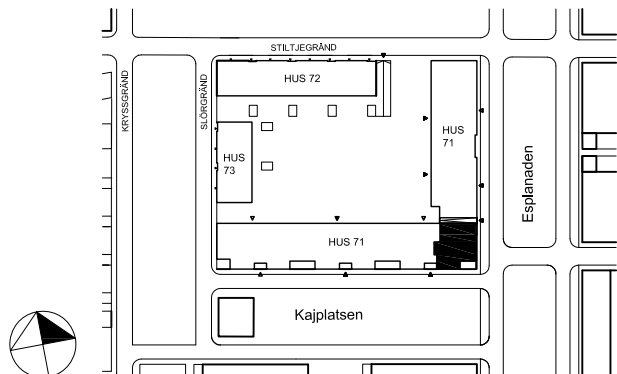 STILTJEGRÄND
HUS 72
KRYSSGRÄND
SLÖRGRÄND
HUS
71
HUS
73
Esplanaden
HUS 71
Kajplatsen